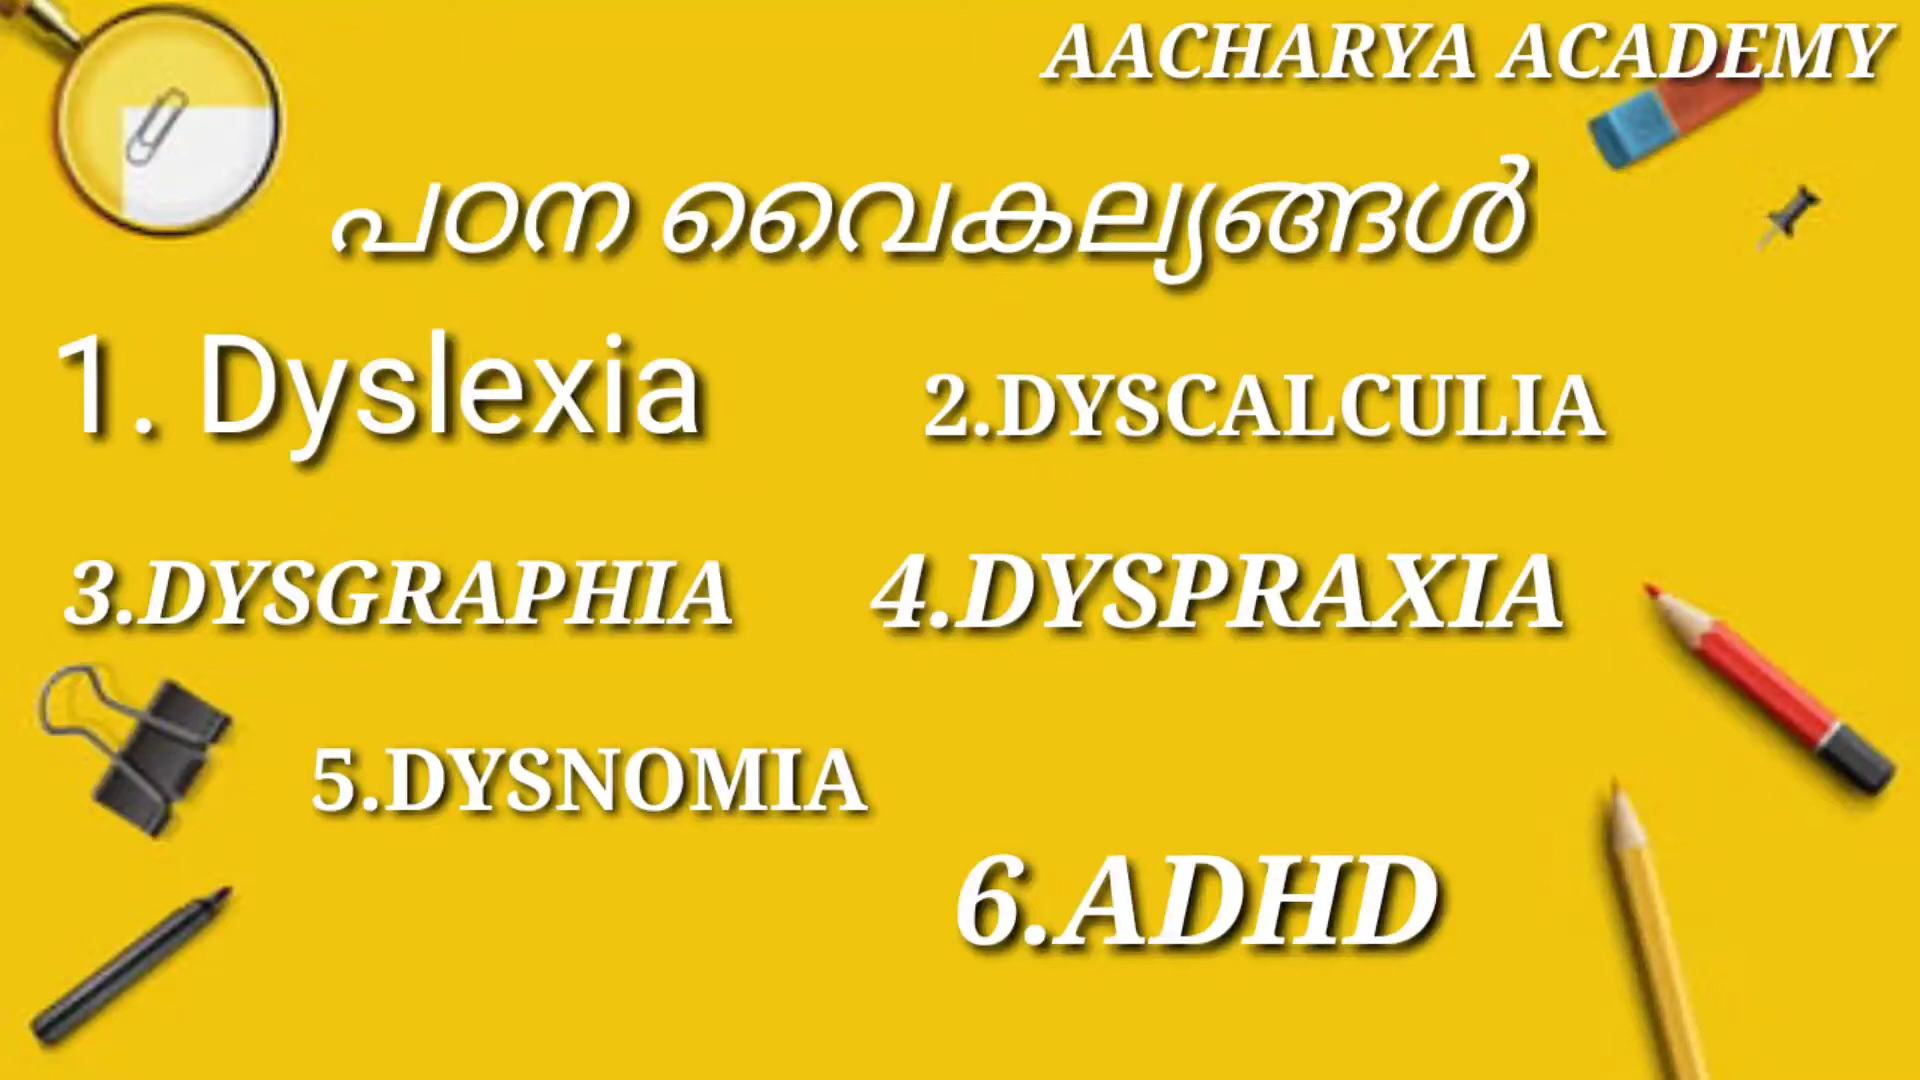 AACHARYA ACADEMY
പഠന വൈകല്യങ്ങൾ
1. Dyslexia
2.DYSCALCULIA
3.DYSGRAPHIA
4.DYSPRAXIA
5.DYSNOMIA
6.ADHD